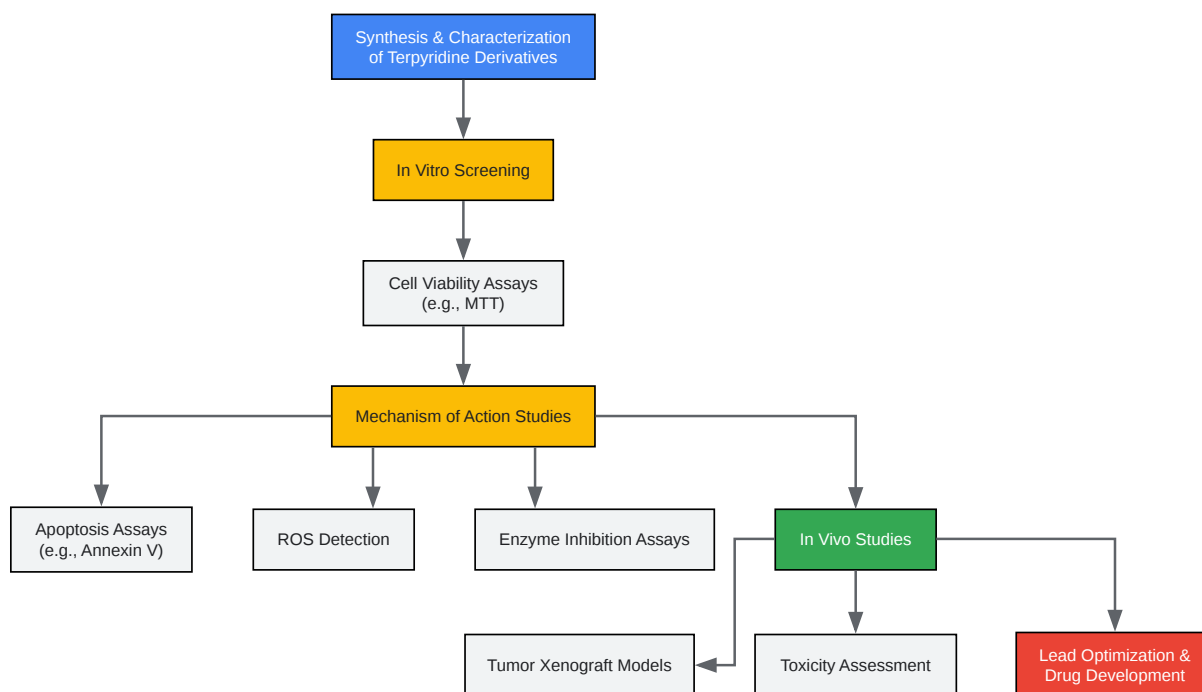 Synthesis & Characterization
of Terpyridine Derivatives
In Vitro Screening
Cell Viability Assays
(e.g., MTT)
Mechanism of Action Studies
Apoptosis Assays
(e.g., Annexin V)
ROS Detection
Enzyme Inhibition Assays
In Vivo Studies
Tumor Xenograft Models
Toxicity Assessment
Lead Optimization &
Drug Development